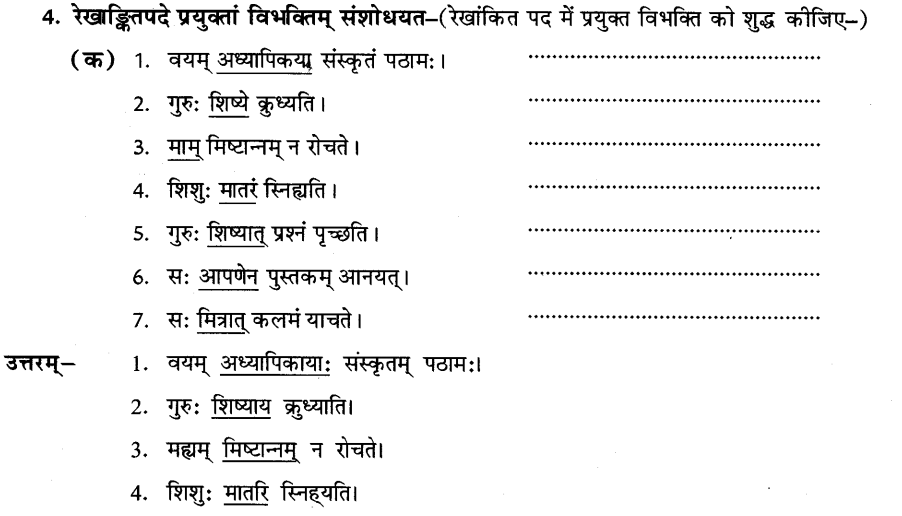 4. रेखाङ्कितपदे प्रयुक्तां विभक्तिम् संशोधयत–(रेखांकित पद में प्रयुक्त विभक्ति को शुद्ध कीजिए–)
(क) 1. वयम् अध्यापिकया संस्कृतं पठामः। ........................................................
2. गुरुः शिष्ये क्रुध्यति। ........................................................
3. माम् मिष्टान्नम् न रोचते। ........................................................
4. शिशुः मातरं स्निह्यति। ........................................................
5. गुरुः शिष्यात् प्रश्नं पृच्छति। ........................................................
6. सः आपणेन पुस्तकम् आनयत्। ........................................................
7. सः मित्रात् कलमं याचते। ........................................................
उत्तरम्– 1. वयम् अध्यापिकायाः संस्कृतम् पठामः।
2. गुरुः शिष्याय क्रुध्याति।
3. मह्यम् मिष्टान्नम् न रोचते।
4. शिशुः मातरि स्निह्यति।